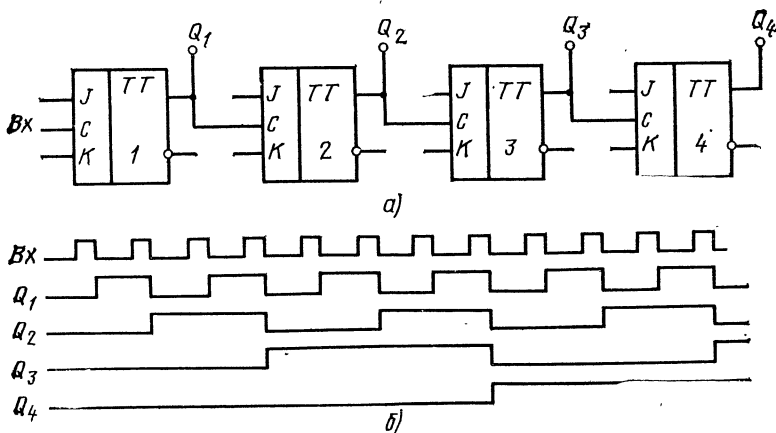 Q1 Q2 Q3 Q4
J TT J TT J TT J TT
Вх C C C C
K 1 K 2 K 3 K 4
а)
Вх
Q1
Q2
Q3
Q4
б)